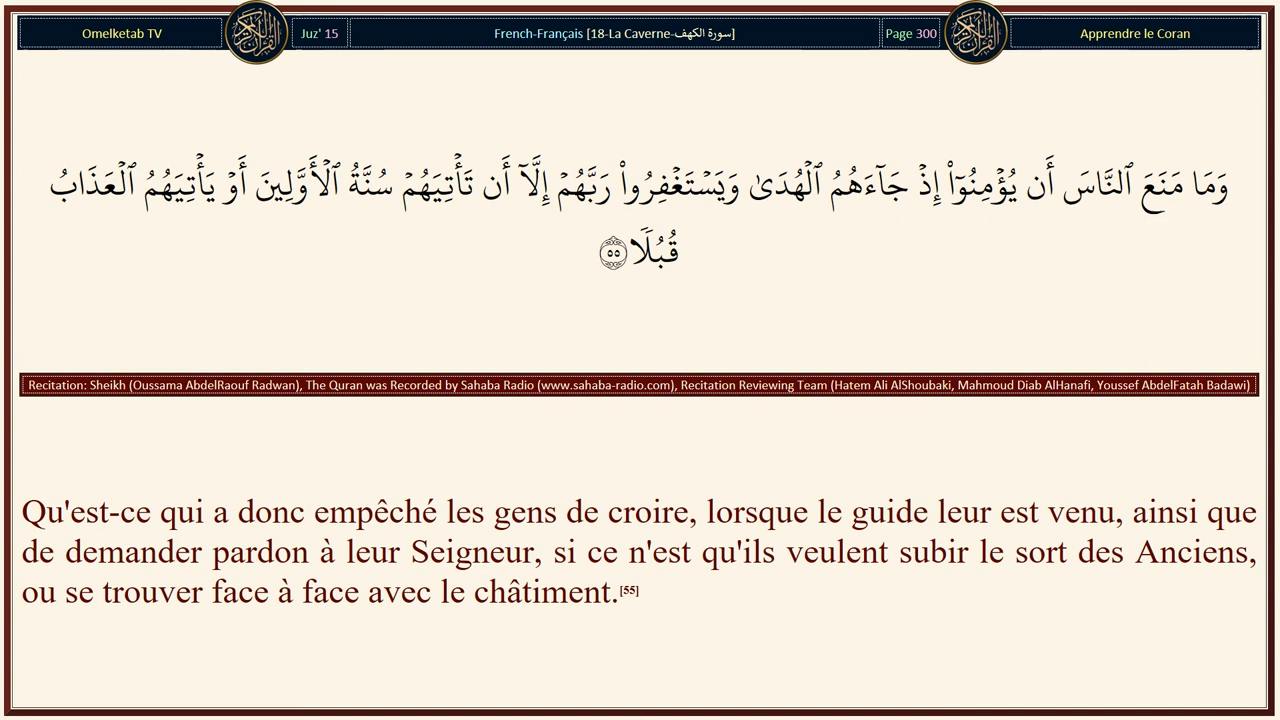 Omelketab TV
Juz' 15
French-Français [18-La Caverne-سورة الكهف]
Page 300
Apprendre le Coran
وَمَا مَنَعَ ٱلنَّاسَ أَن يُؤۡمِنُوٓاْ إِذۡ جَآءَهُمُ ٱلۡهُدَىٰ وَيَسۡتَغۡفِرُواْ رَبَّهُمۡ إِلَّآ أَن تَأۡتِيَهُمۡ سُنَّةُ ٱلۡأَوَّلِينَ أَوۡ يَأۡتِيَهُمُ ٱلۡعَذَابُ
قُبُلٗا ٥٥
Recitation: Sheikh (Oussama AbdelRaouf Radwan), The Quran was Recorded by Sahaba Radio (www.sahaba-radio.com), Recitation Reviewing Team (Hatem Ali AlShoubaki, Mahmoud Diab AlHanafi, Youssef AbdelFatah Badawi)
Qu'est-ce qui a donc empêché les gens de croire, lorsque le guide leur est venu, ainsi que
de demander pardon à leur Seigneur, si ce n'est qu'ils veulent subir le sort des Anciens,
ou se trouver face à face avec le châtiment.[55]